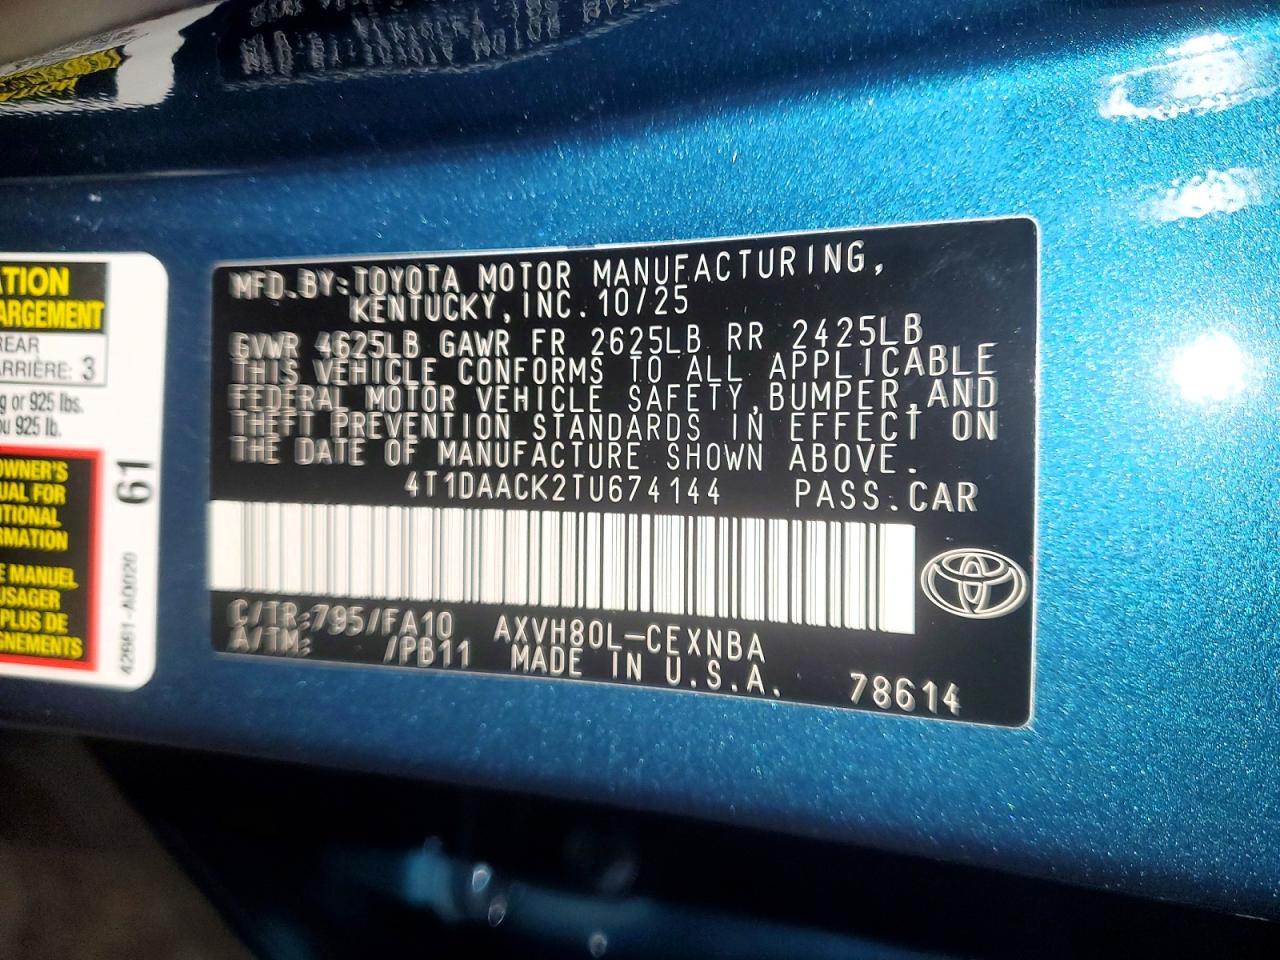 ATION
ARGEMENT
REAR
ARRIÈRE: 3
g or 925 lbs.
ou 925 lb.
OWNER'S
UAL FOR
ITIONAL
RMATION
E MANUEL
USAGER
PLUS DE
GNEMENTS
61
42661-A0020
MFD.BY:TOYOTA MOTOR MANUFACTURING,
KENTUCKY,INC.10/25
GVWR 4625LB GAWR FR 2625LB RR 2425LB
THIS VEHICLE CONFORMS TO ALL APPLICABLE
FEDERAL MOTOR VEHICLE SAFETY,BUMPER,AND
THEFT PREVENTION STANDARDS IN EFFECT ON
THE DATE OF MANUFACTURE SHOWN ABOVE.
4T1DAACK2TU674144 PASS.CAR
C/TR:795/FA10 AXVH80L-CEXNBA
A/TM: /PB11 MADE IN U.S.A.
78614